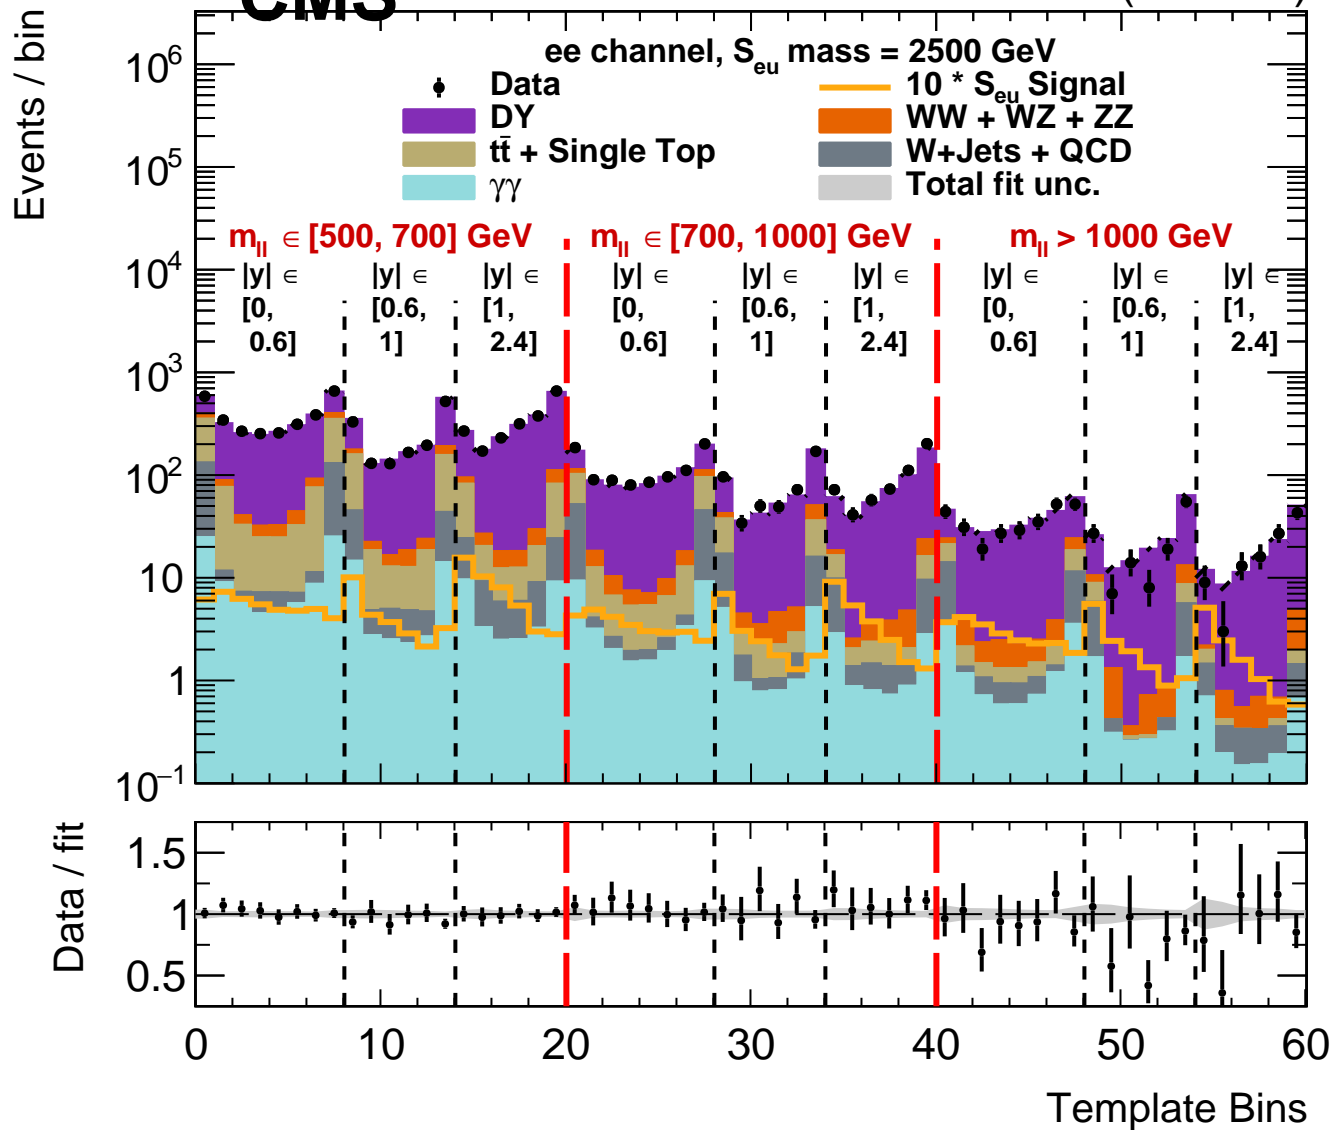 CMS
Events / bin
10^6
10^5
10^4
10^3
10^2
10
1
10^−1
ee channel, S_eu mass = 2500 GeV
Data
10 * S_eu Signal
DY
WW + WZ + ZZ
tt̄ + Single Top
W+Jets + QCD
γγ
Total fit unc.
m_ll ∈ [500, 700] GeV
m_ll ∈ [700, 1000] GeV
m_ll > 1000 GeV
|y| ∈
[0,
0.6]
|y| ∈
[0.6,
1]
|y| ∈
[1,
2.4]
|y| ∈
[0,
0.6]
|y| ∈
[0.6,
1]
|y| ∈
[1,
2.4]
|y| ∈
[0,
0.6]
|y| ∈
[0.6,
1]
|y| ∈
[1,
2.4]
Data / fit
1.5
1
0.5
0 10 20 30 40 50 60
Template Bins